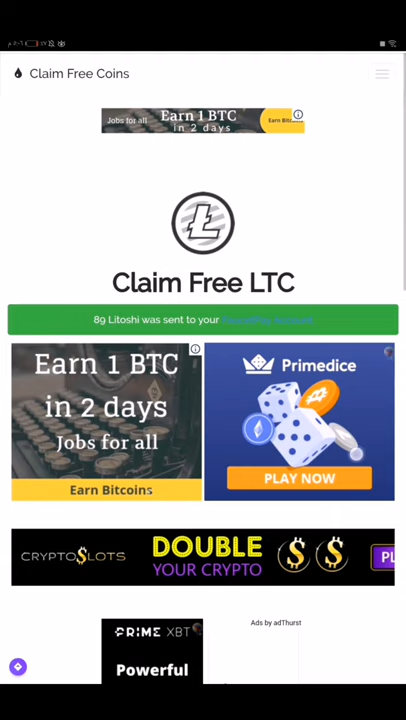 Claim Free Coins
Jobs for all
Earn 1 BTC
in 2 days
Claim Free LTC
89 Litoshi was sent to your
Earn 1 BTC
in 2 days
Jobs for all
Earn Bitcoins
Primedice
PLAY NOW
CRYPTOSLOTS
DOUBLE
YOUR CRYPTO
PRIME XBT
Powerful
Ads by adThurst